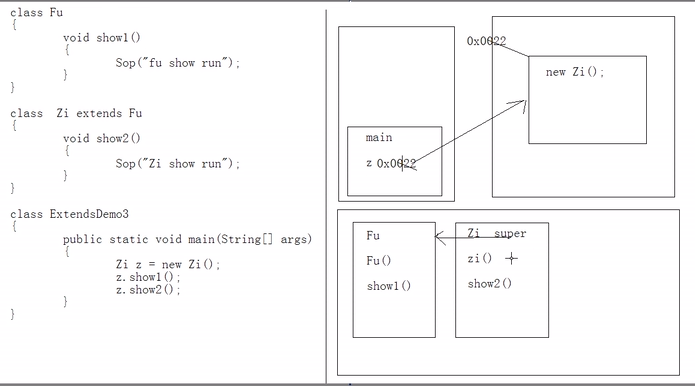 class Fu
{
void show1()
{
Sop("fu show run");
}
}
class Zi extends Fu
{
void show2()
{
Sop("Zi show run");
}
}
class ExtendsDemo3
{
public static void main(String[] args)
{
Zi z = new Zi();
z.show1();
z.show2();
}
}
0x0022
new Zi();
main
z 0x0022
Fu
Fu()
show1()
Zi super
zi()
show2()